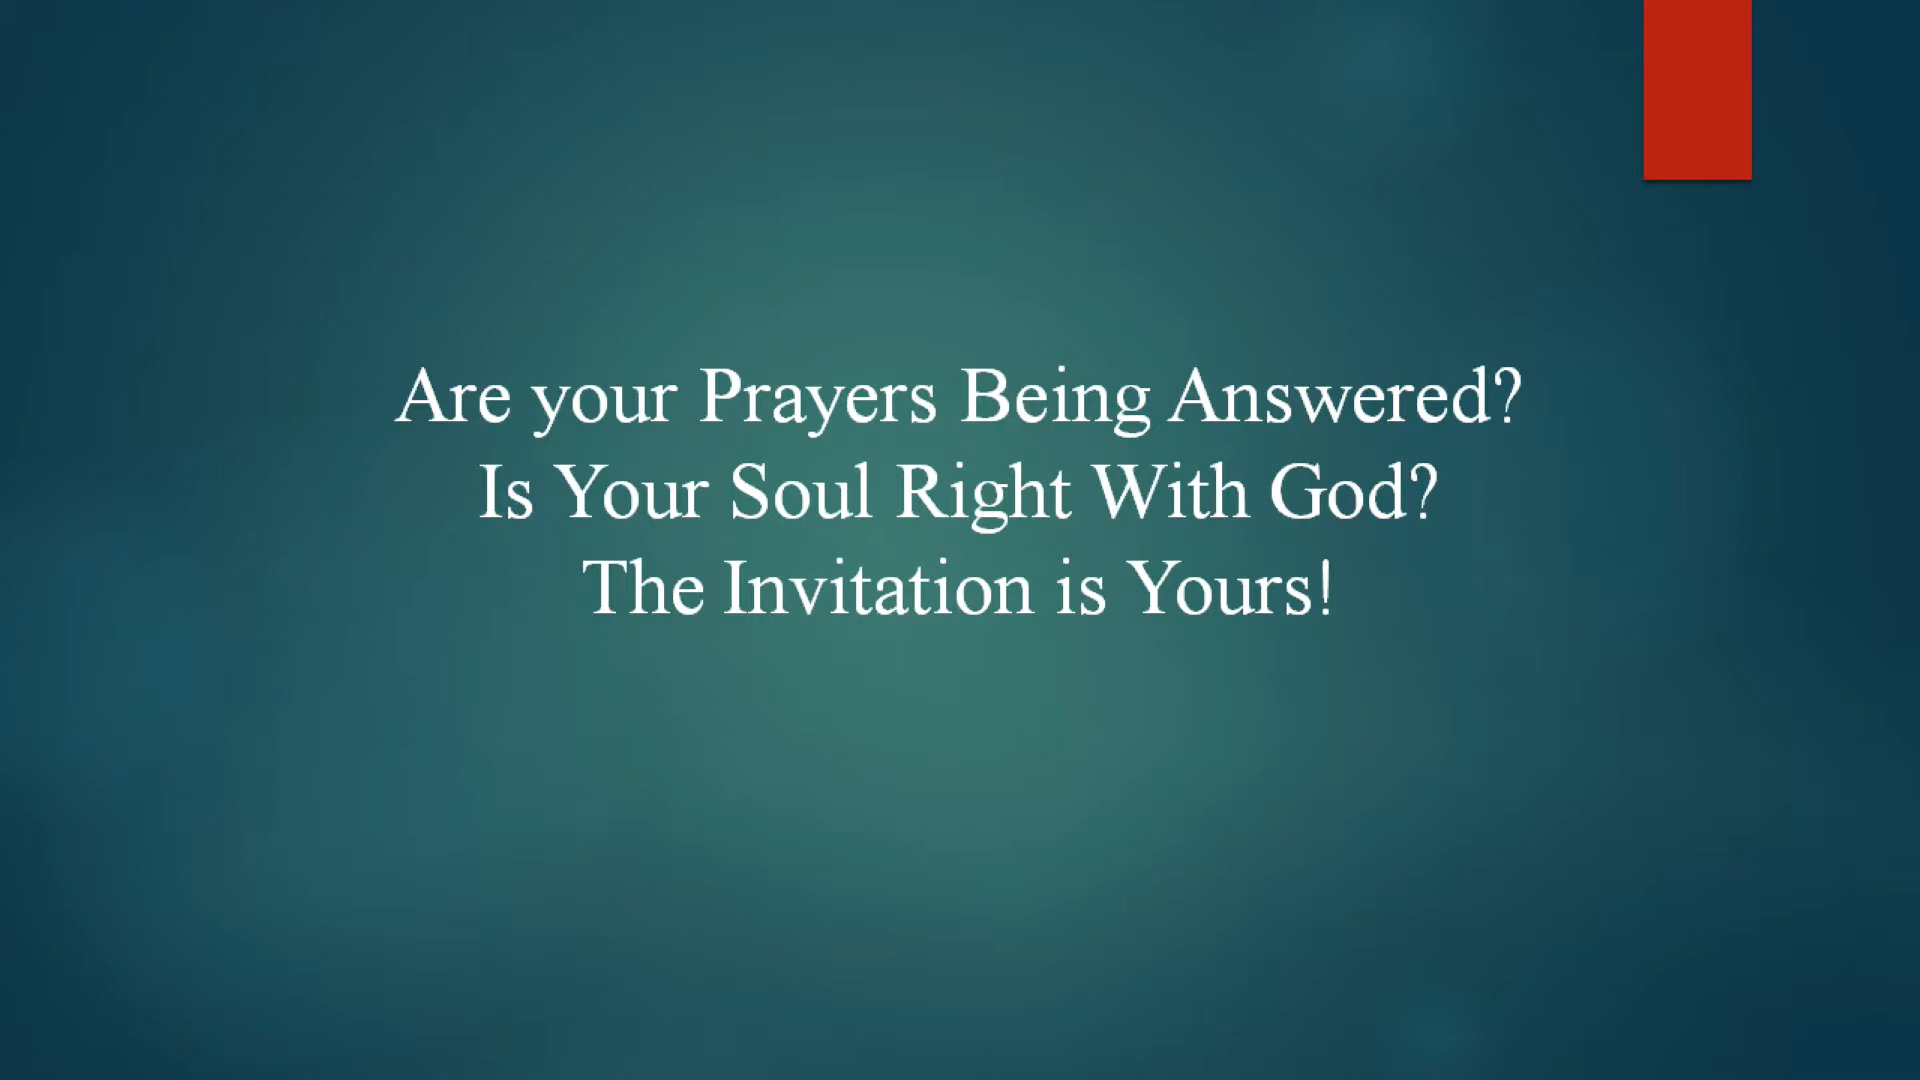 Are your Prayers Being Answered?
Is Your Soul Right With God?
The Invitation is Yours!